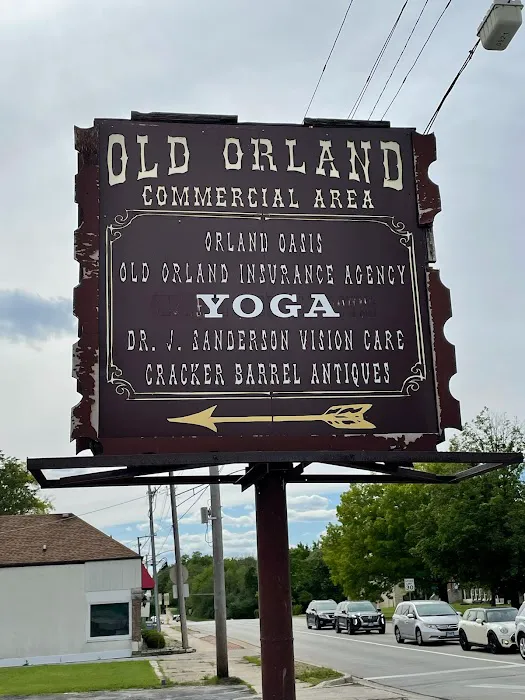 OLD ORLAND
COMMERCIAL AREA
ORLAND OASIS
OLD ORLAND INSURANCE AGENCY
YOGA
DR. J. SANDERSON VISION CARE
CRACKER BARREL ANTIQUES